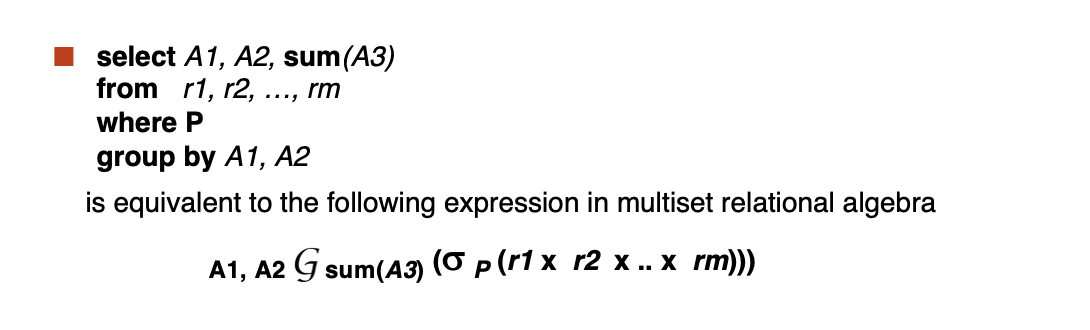 select A1, A2, sum(A3)
from r1, r2, …, rm
where P
group by A1, A2
is equivalent to the following expression in multiset relational algebra
A1, A2 𝒢 sum(A3) (σ P (r1 x r2 x .. x rm)))